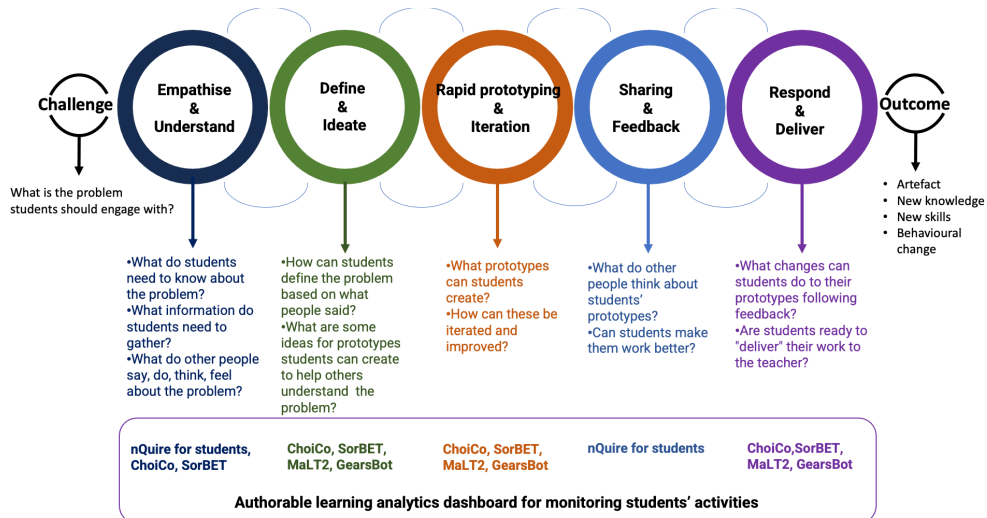 Challenge
Empathise
&
Understand
Define
&
Ideate
Rapid prototyping
&
Iteration
Sharing
&
Feedback
Respond
&
Deliver
Outcome
What is the problem
students should engage with?
•What do students
need to know about
the problem?
•What information do
students need to
gather?
•What do other people
say, do, think, feel
about the problem?
•How can students
define the problem
based on what
people said?
•What are some
ideas for prototypes
students can create
to help others
understand the
problem?
•What prototypes
can students
create?
•How can these be
iterated and
improved?
•What do other
people think about
students'
prototypes?
•Can students make
them work better?
•What changes can
students do to their
prototypes following
feedback?
•Are students ready to
"deliver" their work to
the teacher?
• Artefact
• New knowledge
• New skills
• Behavioural
change
nQuire for students,
ChoiCo, SorBET
ChoiCo, SorBET,
MaLT2, GearsBot
ChoiCo, SorBET,
MaLT2, GearsBot
nQuire for students
ChoiCo,SorBET,
MaLT2, GearsBot
Authorable learning analytics dashboard for monitoring students' activities